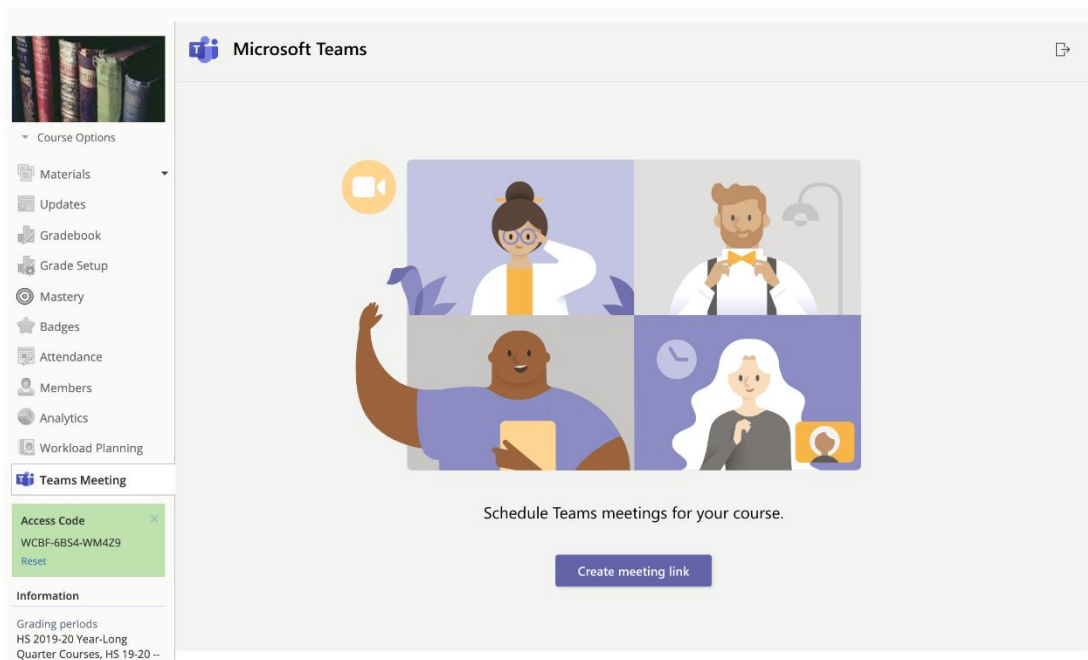 Microsoft Teams
Course Options
Materials
Updates
Gradebook
Grade Setup
Mastery
Badges
Attendance
Members
Analytics
Workload Planning
Teams Meeting
Access Code
WCBF-6BS4-WM4Z9
Reset
Information
Grading periods
HS 2019-20 Year-Long
Quarter Courses, HS 19-20 --
Schedule Teams meetings for your course.
Create meeting link